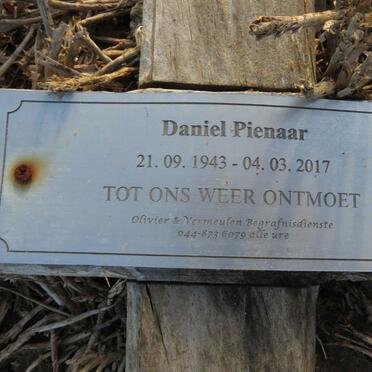 Daniel Pienaar
21. 09. 1943 - 04. 03. 2017
TOT ONS WEER ONTMOET
Olivier & Vermeulen Begrafnisdienste
044-873 6079 alle ure